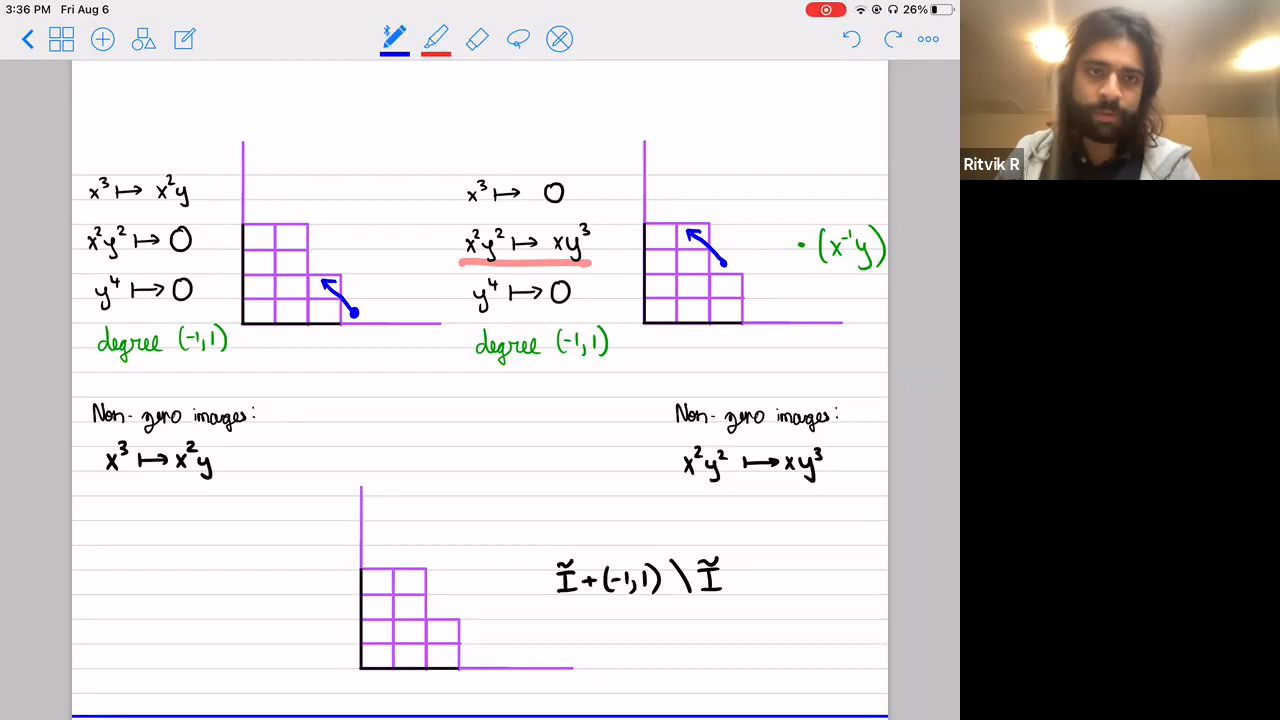 3:36 PM Fri Aug 6
26%
Ritvik R
x³ ↦ x²y
x²y² ↦ 0
y⁴ ↦ 0
degree (-1,1)
x³ ↦ 0
x²y² ↦ xy³
y⁴ ↦ 0
degree (-1,1)
· (x⁻¹y)
Non-zero images:
x³ ↦ x²y
Non-zero images:
x²y² ↦ xy³
Ĩ + (-1,1) \ Ĩ